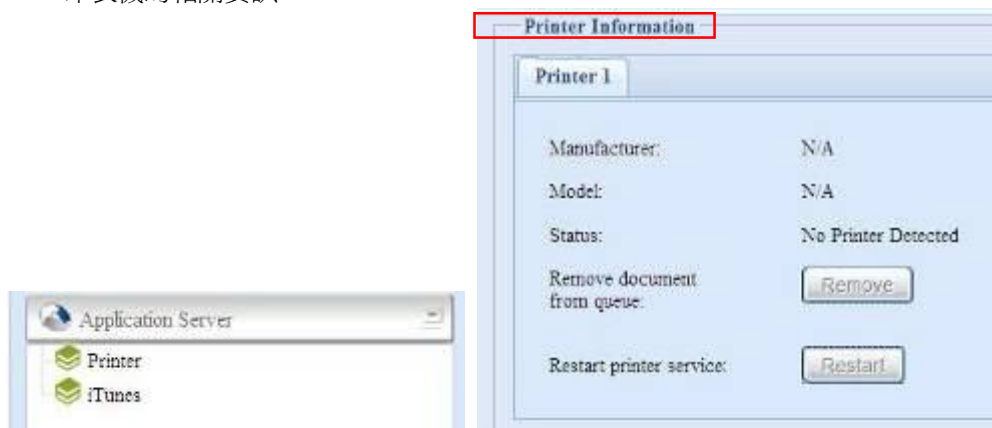 Printer Information
Printer 1
Manufacturer: N/A
Model: N/A
Status: No Printer Detected
Remove document
from queue: Remove
Restart printer service: Restart
Application Server
Printer
iTunes